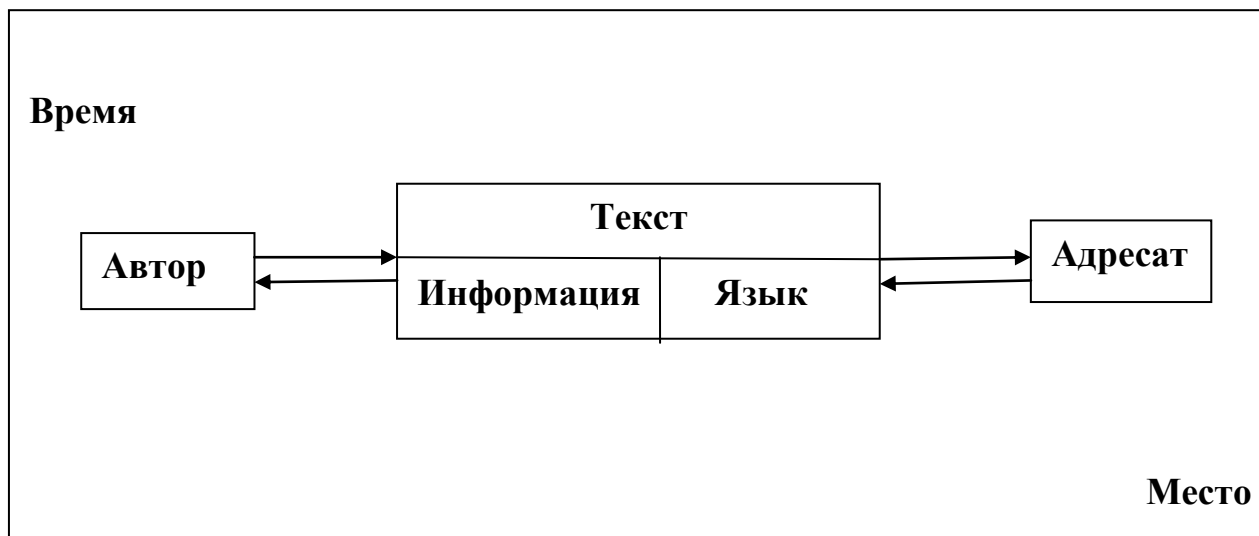 Время
Текст
Автор
Адресат
Информация
Язык
Место